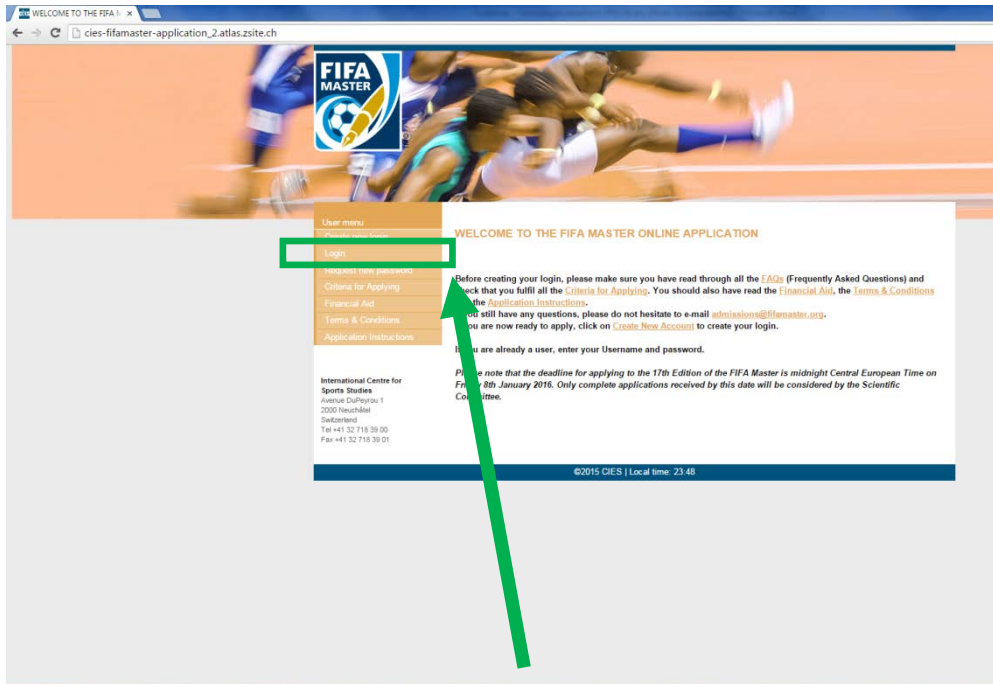 WELCOME TO THE FIFA M
cies-fifamaster-application_2.atlas.zsite.ch
FIFA
MASTER
User menu
Create new login
Login
Request new password
Criteria for Applying
Financial Aid
Terms & Conditions
Application Instructions
International Centre for
Sports Studies
Avenue DuPeyrou 1
2000 Neuchâtel
Switzerland
Tel +41 32 718 39 00
Fax +41 32 718 39 01
WELCOME TO THE FIFA MASTER ONLINE APPLICATION
Before creating your login, please make sure you have read through all the FAQs (Frequently Asked Questions) and
check that you fulfil all the Criteria for Applying. You should also have read the Financial Aid, the Terms & Conditions
the Application Instructions.
you still have any questions, please do not hesitate to e-mail admissions@fifamaster.org.
you are now ready to apply, click on Create New Account to create your login.
If you are already a user, enter your Username and password.
Please note that the deadline for applying to the 17th Edition of the FIFA Master is midnight Central European Time on
Friday 8th January 2016. Only complete applications received by this date will be considered by the Scientific
Committee.
©2015 CIES | Local time: 23:48